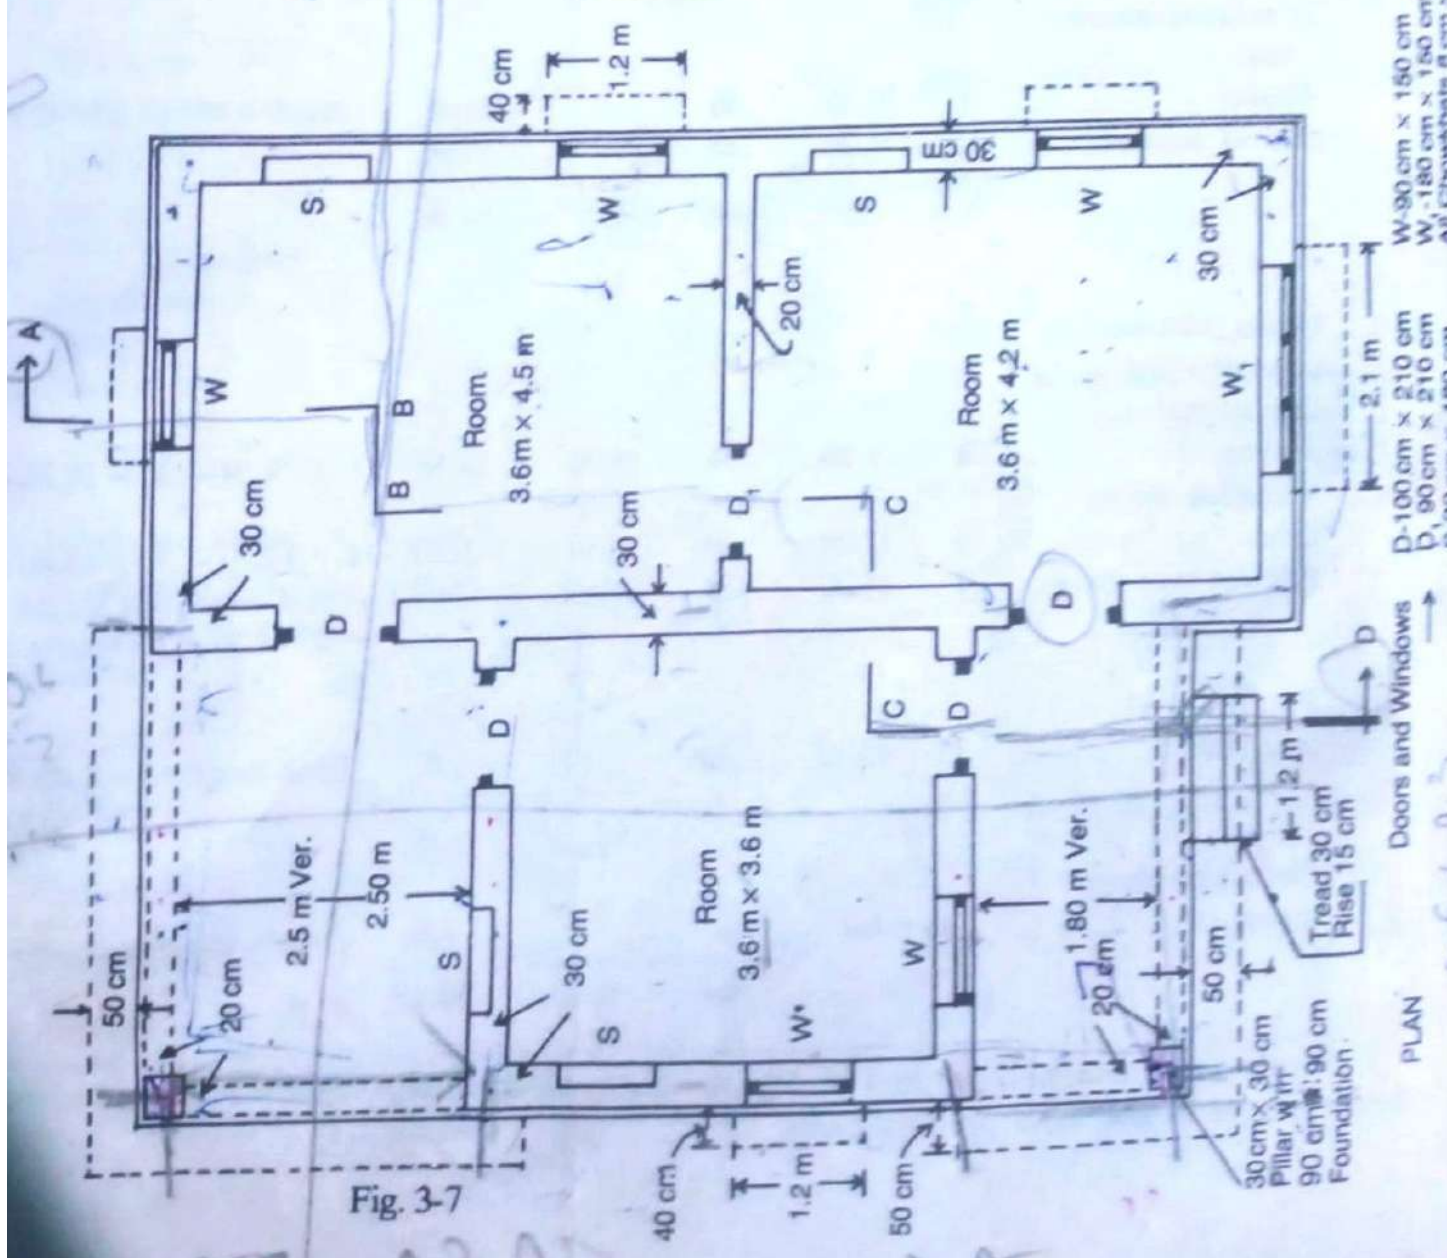 A
40 cm
1.2 m
S
W
S
30 cm
W
30 cm
W
B
B
Room
3.6 m × 4.5 m
20 cm
Room
3.6 m × 4.2 m
W1
2.1 m
30 cm
30 cm
D1
C
D
D
D
C
D
D
50 cm
20 cm
2.5 m Ver.
2.50 m
S
30 cm
Room
3.6 m × 3.6 m
S
W
W
1.80 m Ver.
20 cm
50 cm
1.2 m
Tread 30 cm
Rise 15 cm
40 cm
1.2 m
50 cm
30 cm × 30 cm
Pillar with
90 cm × 90 cm
Foundation
Fig. 3-7
PLAN
Doors and Windows
D-100 cm × 210 cm
D1 90 cm × 210 cm
W-90 cm × 150 cm
W -180 cm × 150 cm